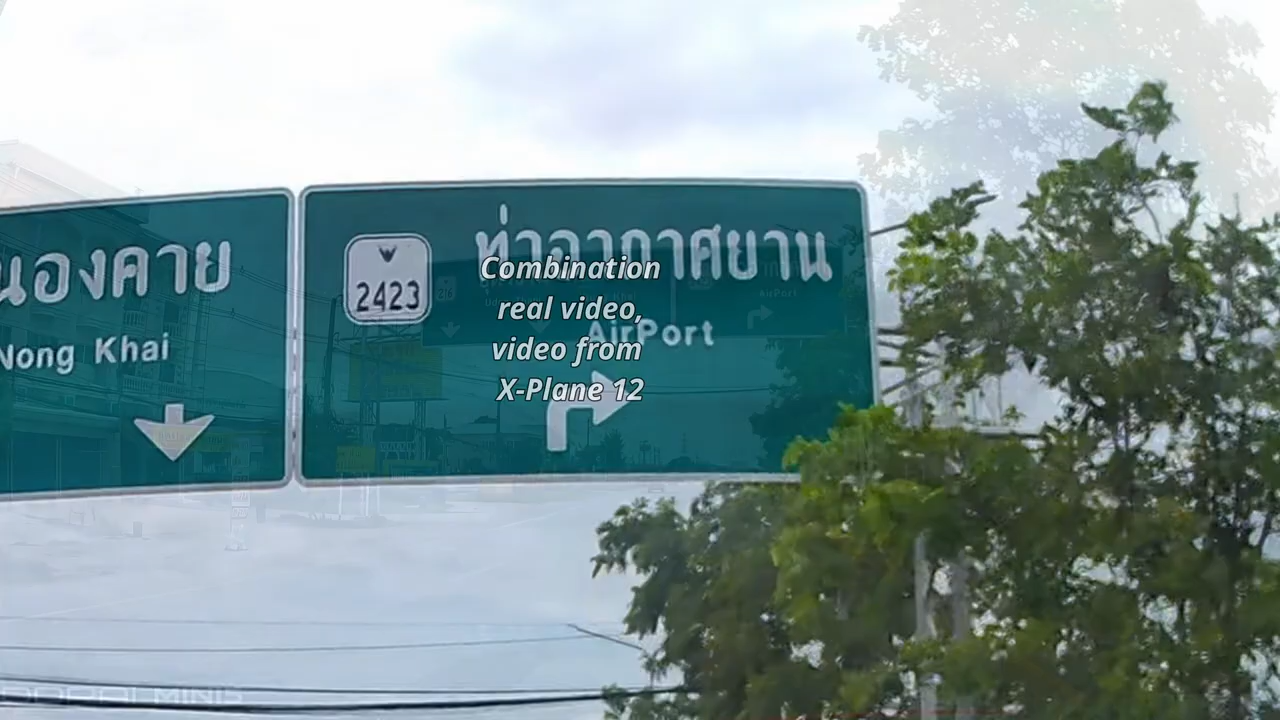 นองคาย
Nong Khai
2423
ท่าอากาศยาน
AirPort
Combination
real video,
video from
X-Plane 12